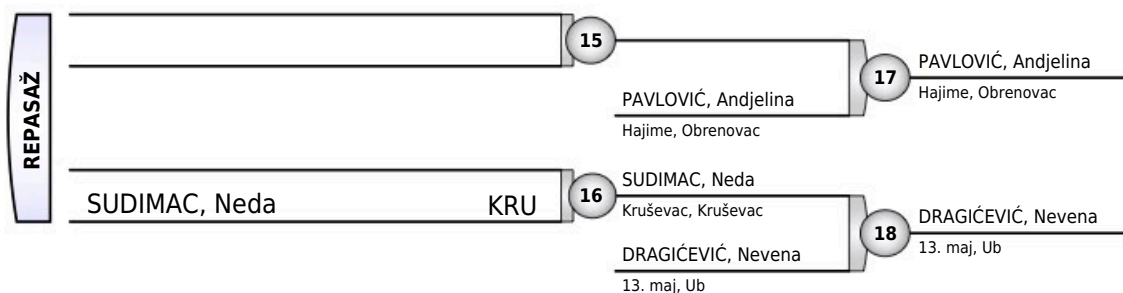 REPASAŽ
15
PAVLOVIĆ, Andjelina
Hajime, Obrenovac
17
PAVLOVIĆ, Andjelina
Hajime, Obrenovac
SUDIMAC, Neda KRU
16
SUDIMAC, Neda
Kruševac, Kruševac
DRAGIĆEVIĆ, Nevena
13. maj, Ub
18
DRAGIĆEVIĆ, Nevena
13. maj, Ub